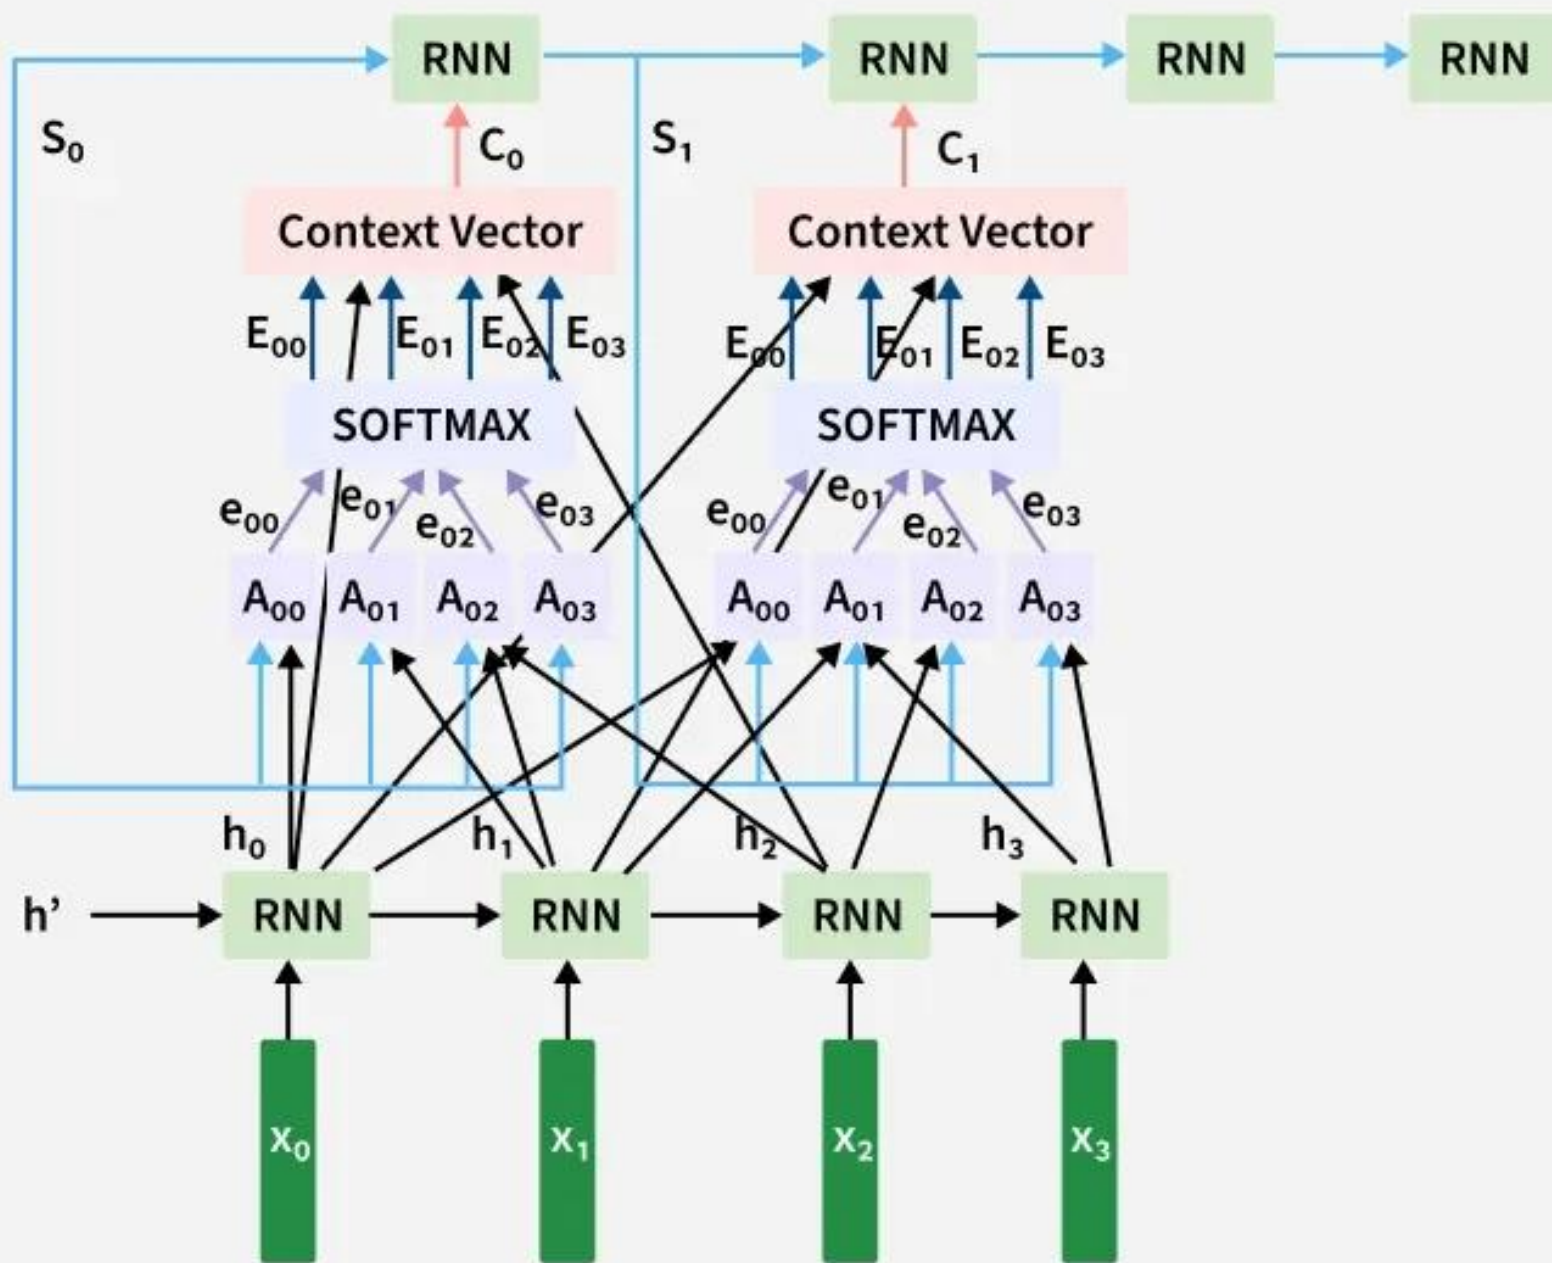 RNN RNN RNN RNN
S₀ C₀ S₁ C₁
Context Vector Context Vector
E₀₀ E₀₁ E₀₂ E₀₃ E₀₀ E₀₁ E₀₂ E₀₃
SOFTMAX SOFTMAX
e₀₀ e₀₁ e₀₂ e₀₃ e₀₀ e₀₁ e₀₂ e₀₃
A₀₀ A₀₁ A₀₂ A₀₃ A₀₀ A₀₁ A₀₂ A₀₃
h₀ h₁ h₂ h₃
h’ RNN RNN RNN RNN
x₀ x₁ x₂ x₃